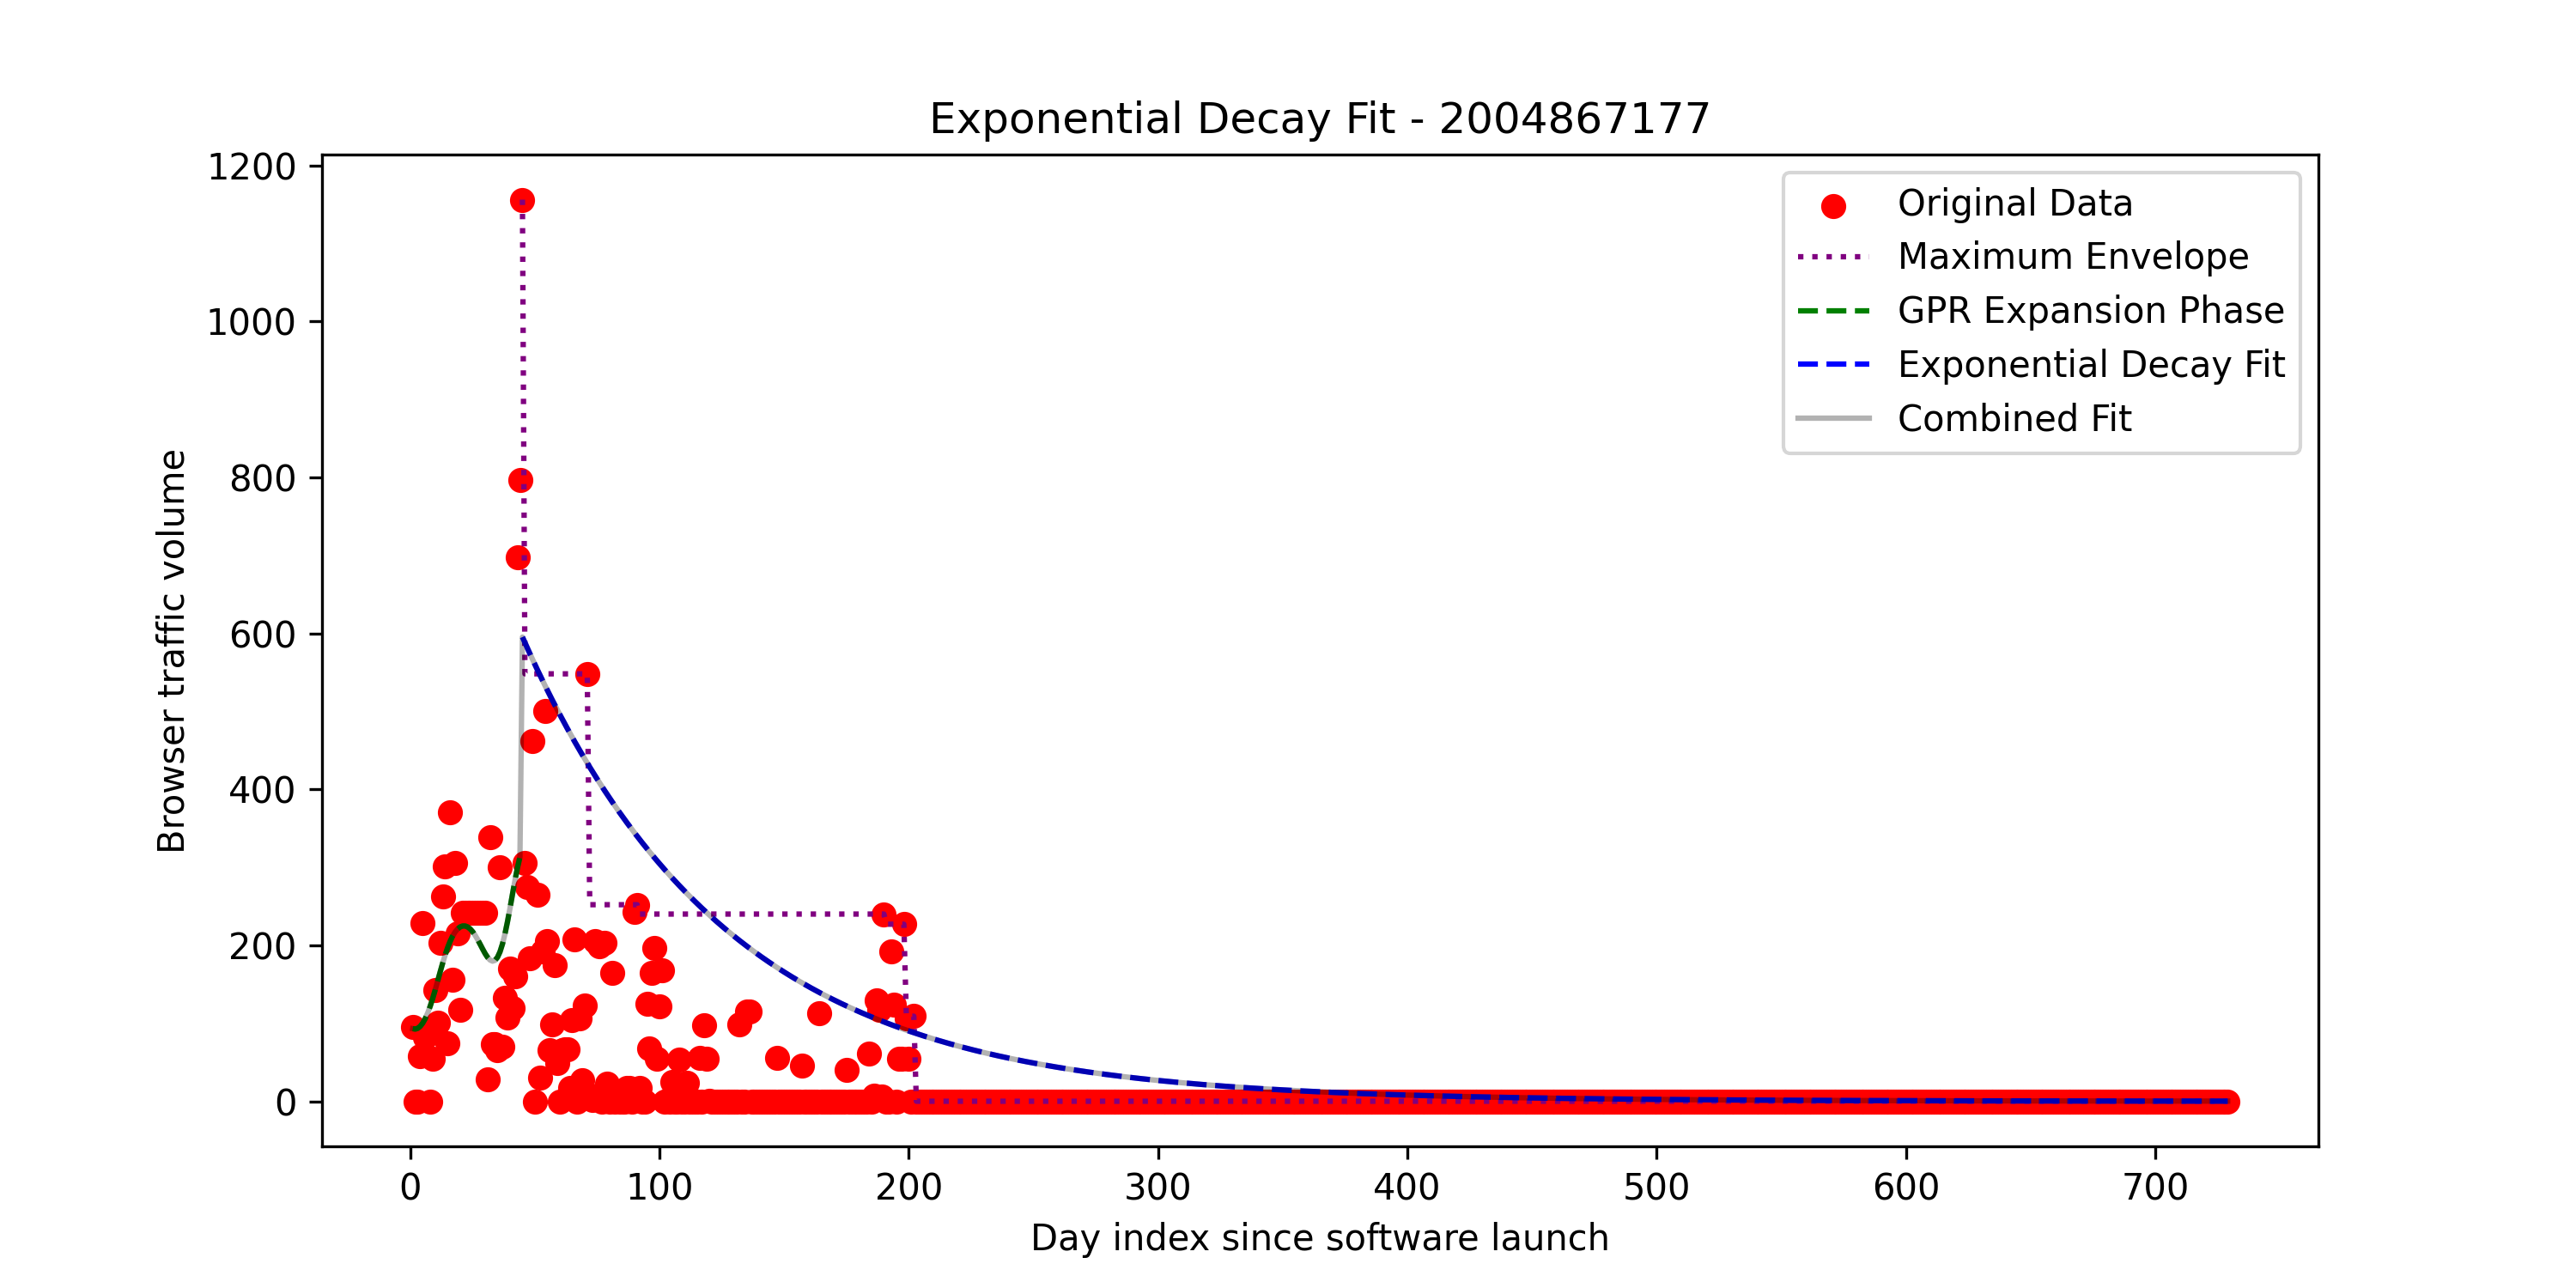 Exponential Decay Fit - 2004867177
1200
1000
800
600
400
200
0
Browser traffic volume
Original Data
Maximum Envelope
GPR Expansion Phase
Exponential Decay Fit
Combined Fit
0 100 200 300 400 500 600 700
Day index since software launch